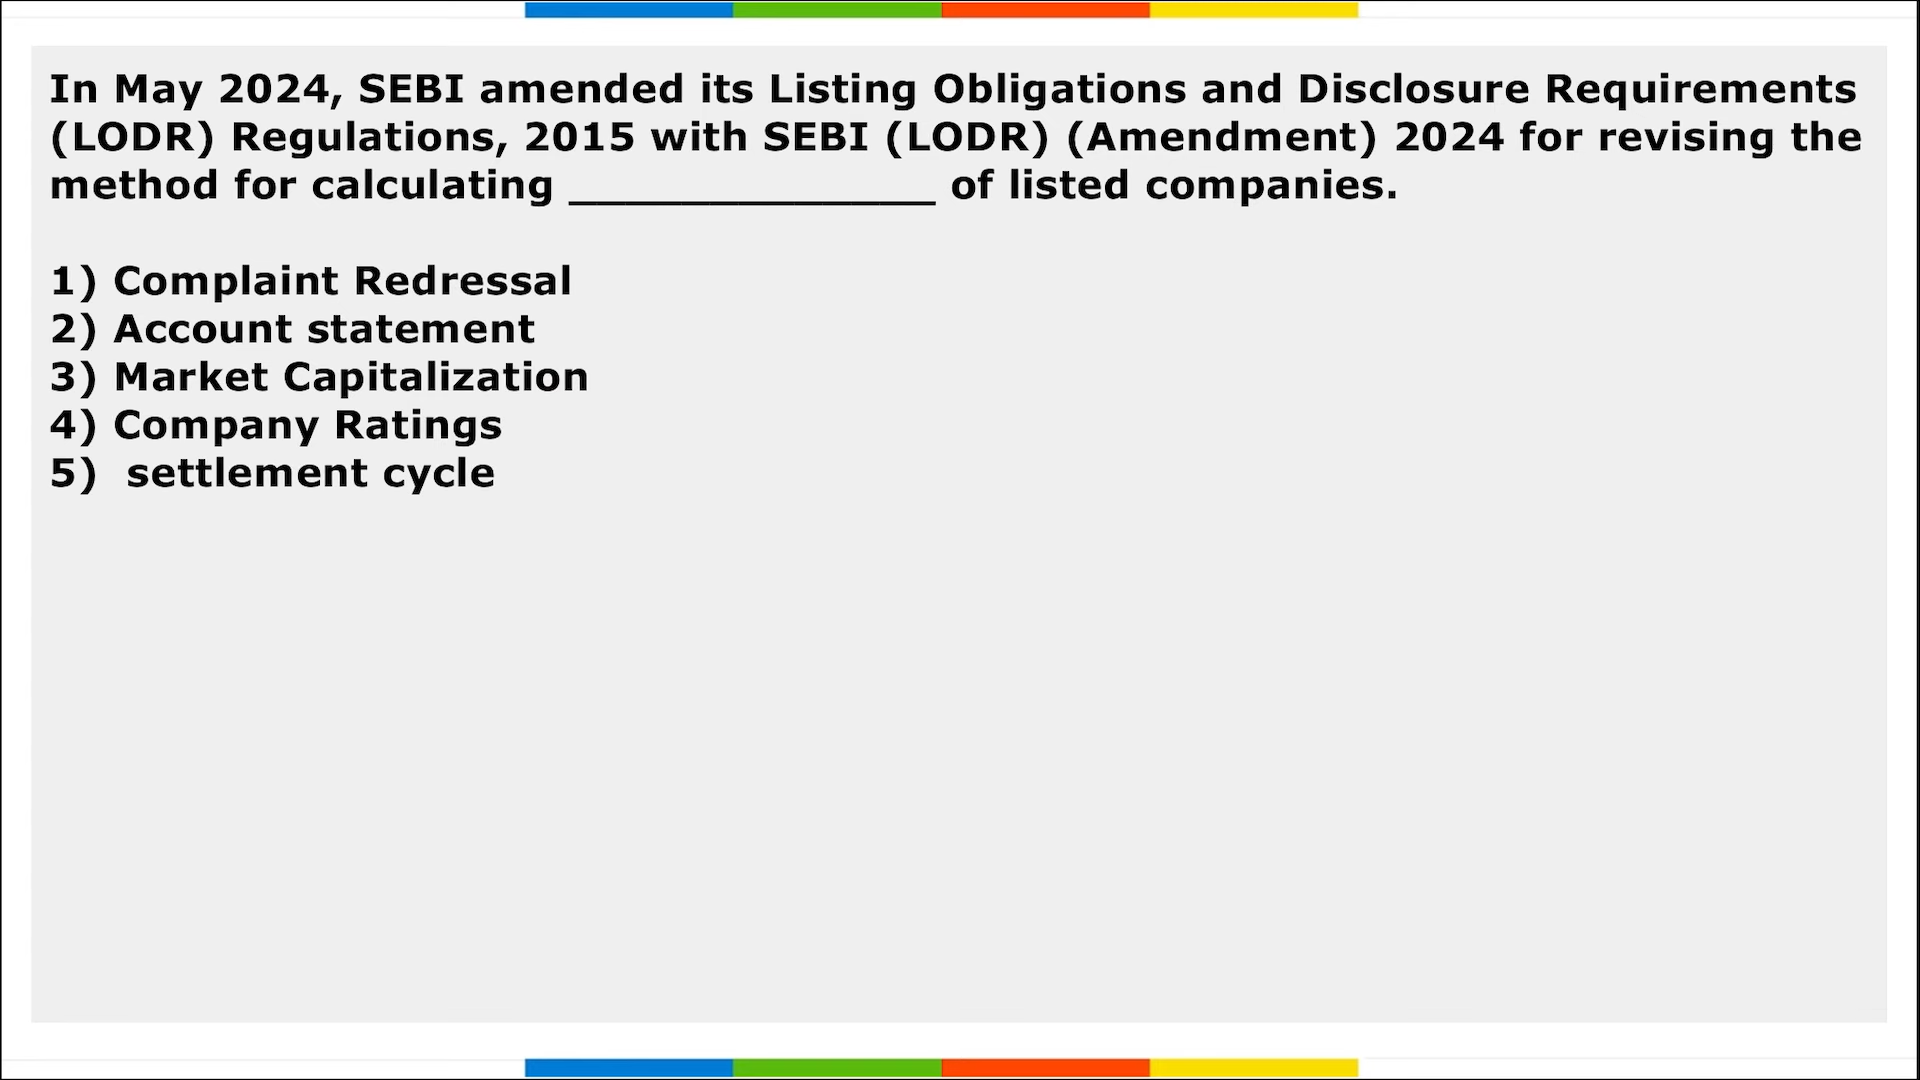 In May 2024, SEBI amended its Listing Obligations and Disclosure Requirements
(LODR) Regulations, 2015 with SEBI (LODR) (Amendment) 2024 for revising the
method for calculating _______________ of listed companies.
1) Complaint Redressal
2) Account statement
3) Market Capitalization
4) Company Ratings
5) settlement cycle